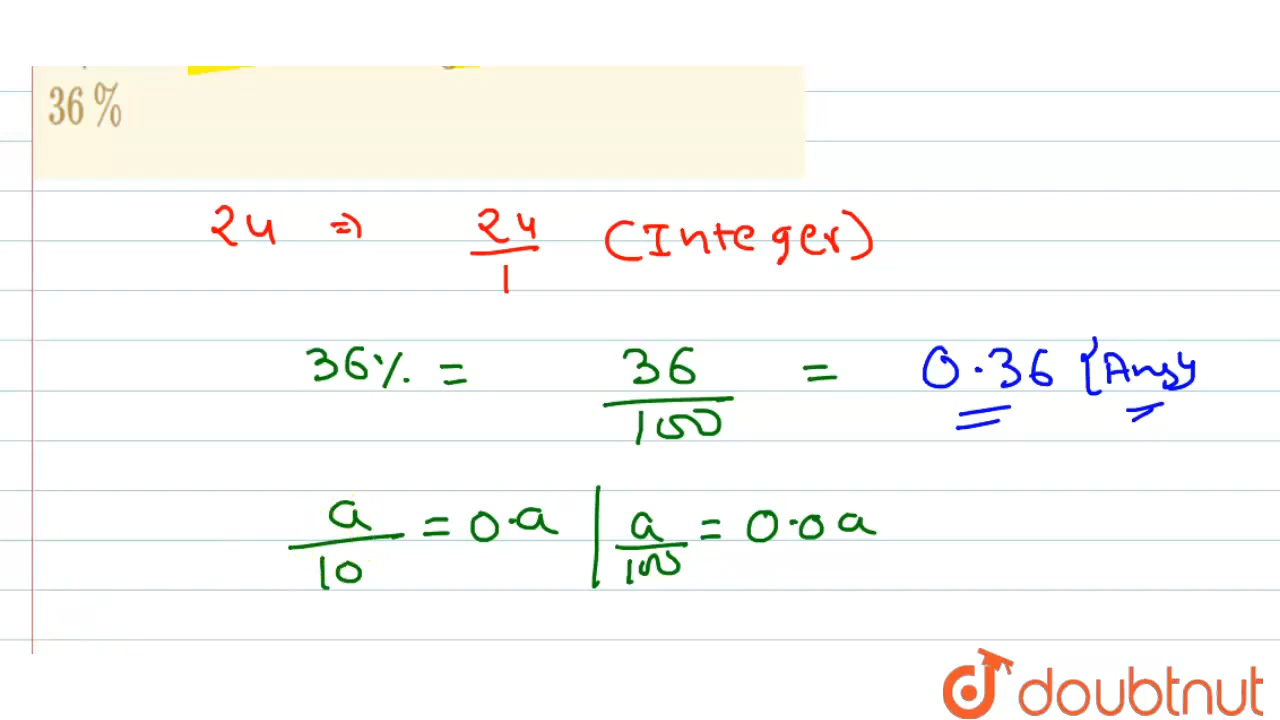 36 %
24 ⇒ 24/1 (Integer)
36% = 36/100 = 0.36 {Ans}
a/10 = 0.a | a/100 = 0.0a
doubtnut